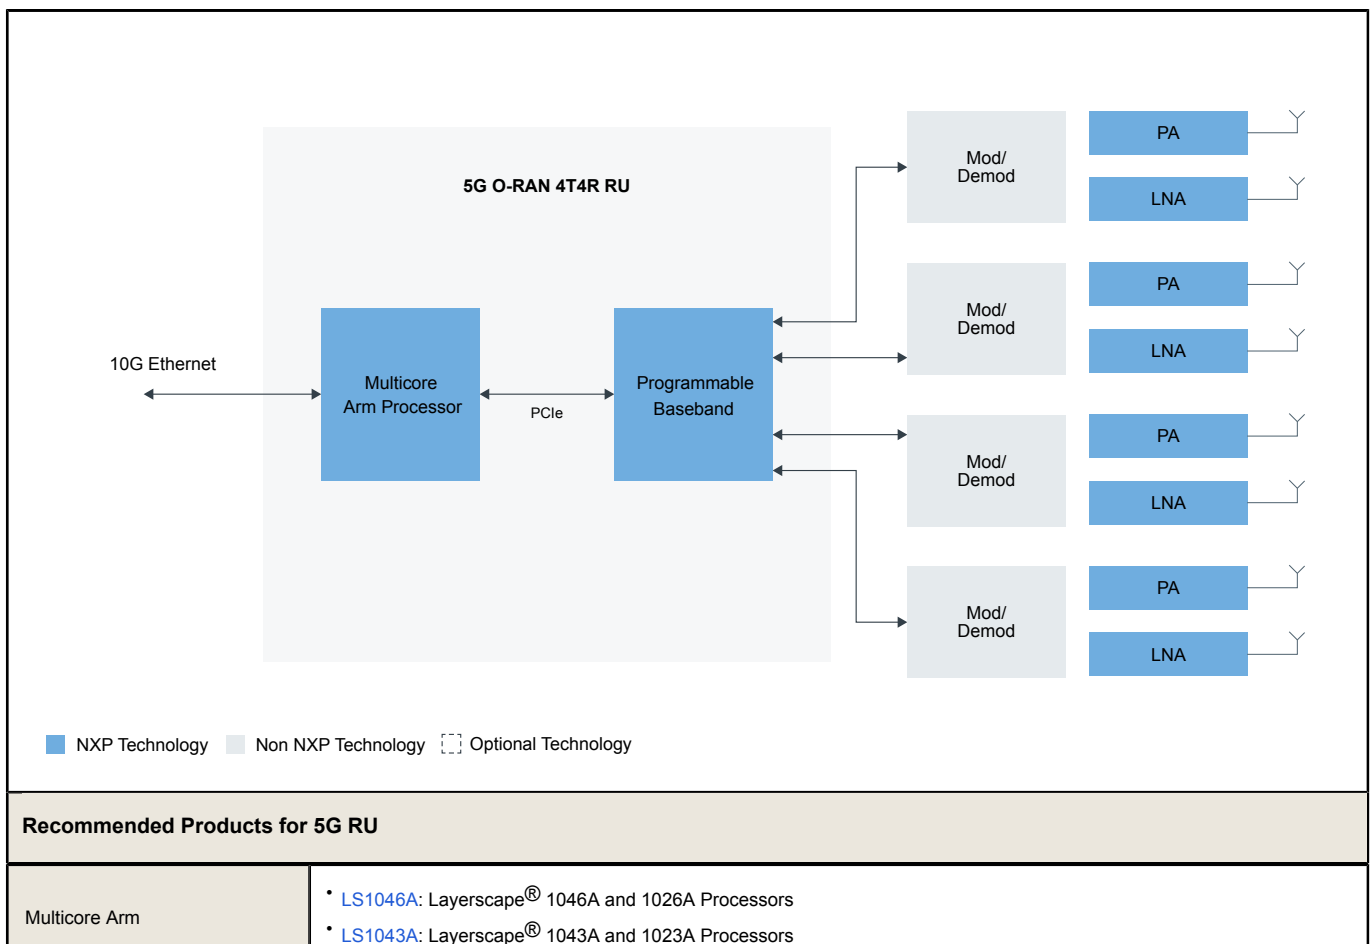 5G O-RAN 4T4R RU
10G Ethernet
Multicore
Arm Processor
PCIe
Programmable
Baseband
Mod/
Demod
PA
LNA
Mod/
Demod
PA
LNA
Mod/
Demod
PA
LNA
Mod/
Demod
PA
LNA
NXP Technology
Non NXP Technology
Optional Technology
Recommended Products for 5G RU
Multicore Arm
• LS1046A: Layerscape® 1046A and 1026A Processors
• LS1043A: Layerscape® 1043A and 1023A Processors